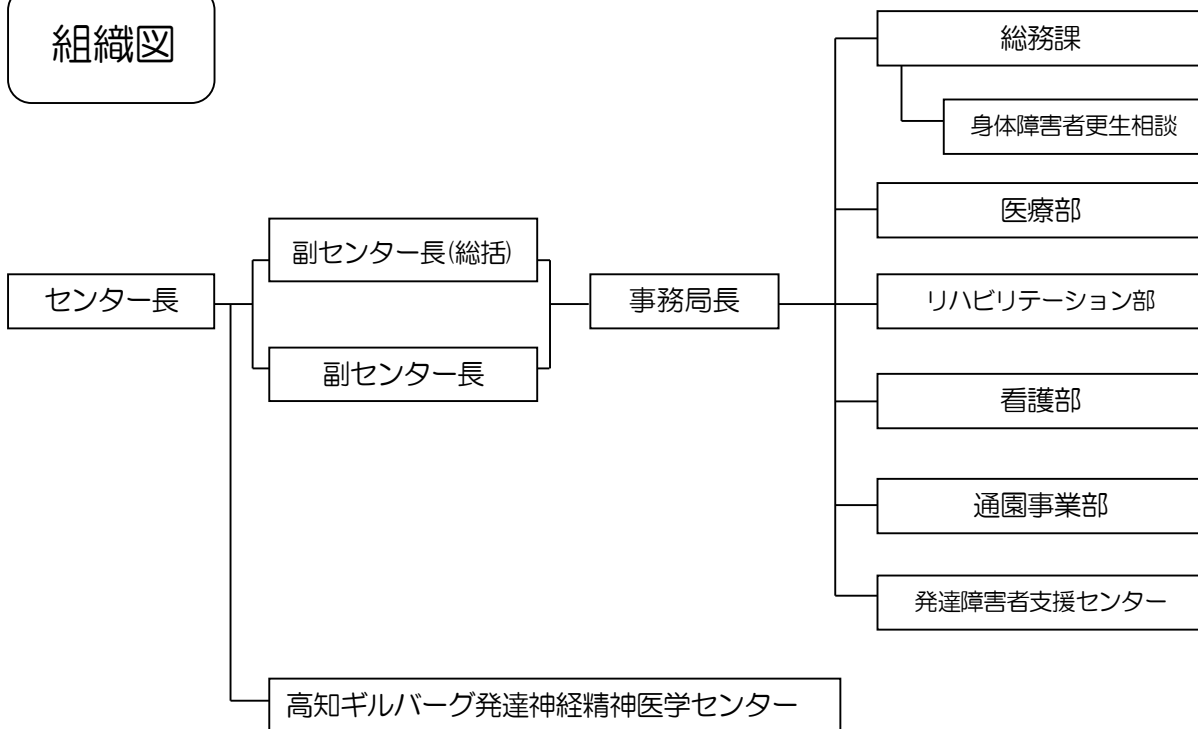 組織図
総務課
身体障害者更生相談
医療部
副センター長(総括)
センター長
事務局長
リハビリテーション部
副センター長
看護部
通園事業部
発達障害者支援センター
高知ギルバーグ発達神経精神医学センター